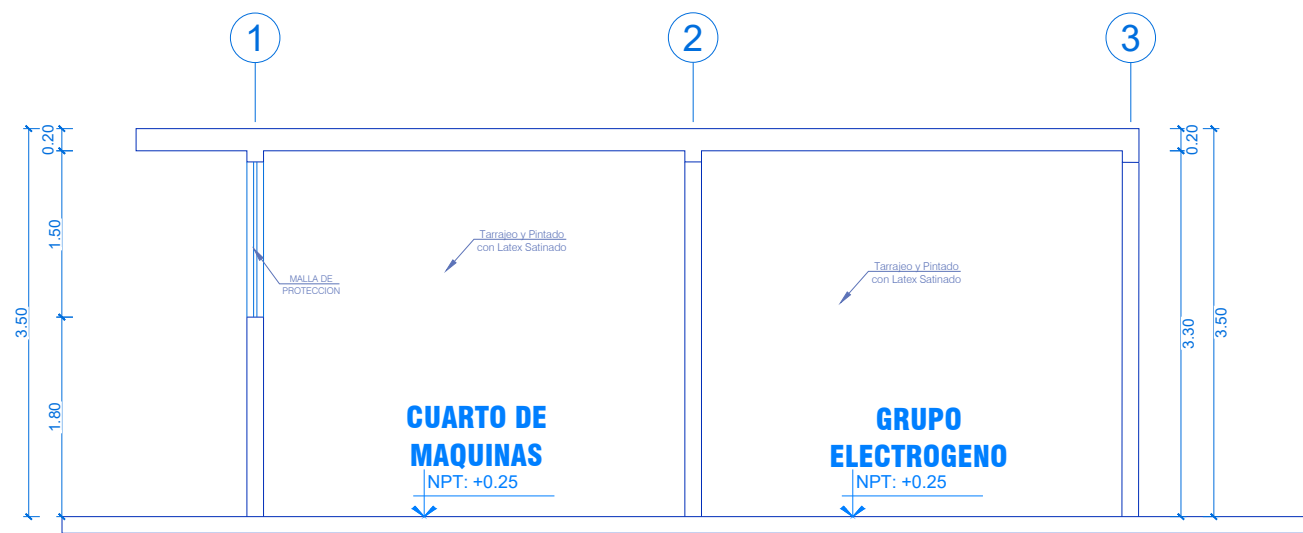 1
2
3
0.20
1.50
3.50
1.80
0.20
3.30
3.50
Tarrajeo y Pintado
con Latex Satinado
MALLA DE
PROTECCION
Tarrajeo y Pintado
con Latex Satinado
CUARTO DE
MAQUINAS
NPT: +0.25
GRUPO
ELECTROGENO
NPT: +0.25